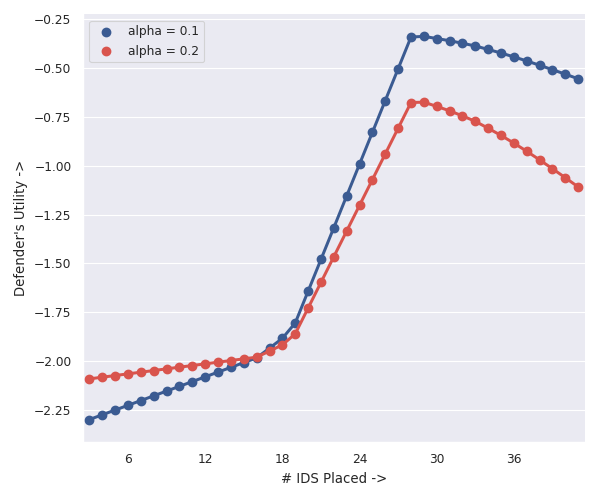 alpha = 0.1
alpha = 0.2
−0.25
−0.50
−0.75
−1.00
−1.25
−1.50
−1.75
−2.00
−2.25
Defender's Utility ->
6 12 18 24 30 36
# IDS Placed ->